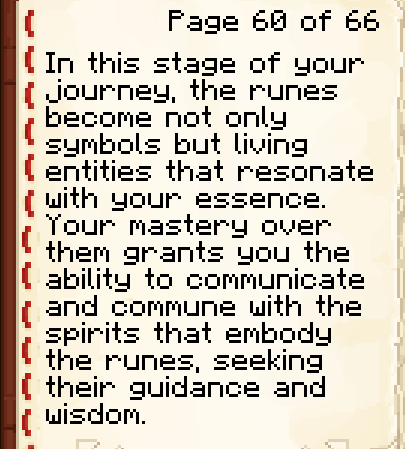 Page 60 of 66
In this stage of your
journey, the runes
become not only
symbols but living
entities that resonate
with your essence.
Your mastery over
them grants you the
ability to communicate
and commune with the
spirits that embody
the runes, seeking
their guidance and
wisdom.